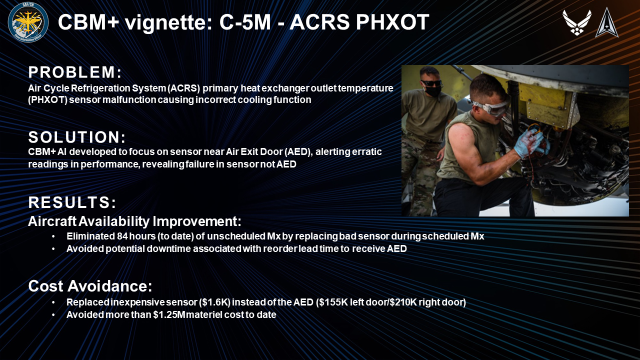 CBM+ vignette: C-5M - ACRS PHXOT
PROBLEM:
Air Cycle Refrigeration System (ACRS) primary heat exchanger outlet temperature
(PHXOT) sensor malfunction causing incorrect cooling function
SOLUTION:
CBM+ AI developed to focus on sensor near Air Exit Door (AED), alerting erratic
readings in performance, revealing failure in sensor not AED
RESULTS:
Aircraft Availability Improvement:
• Eliminated 84 hours (to date) of unscheduled Mx by replacing bad sensor during scheduled Mx
• Avoided potential downtime associated with reorder lead time to receive AED
Cost Avoidance:
• Replaced inexpensive sensor ($1.6K) instead of the AED ($155K left door/$210K right door)
• Avoided more than $1.25M materiel cost to date